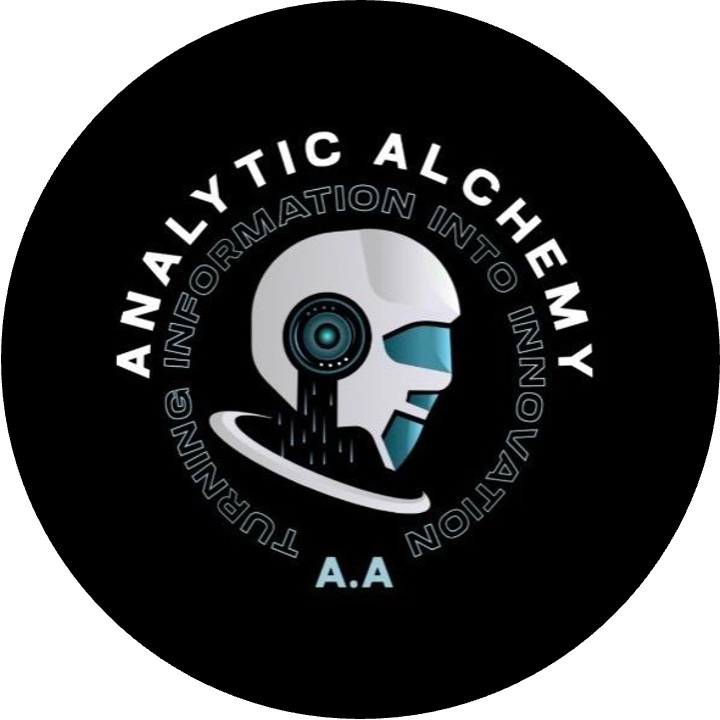 ANALYTIC ALCHEMY
TURNING INFORMATION INTO INNOVATION
A.A